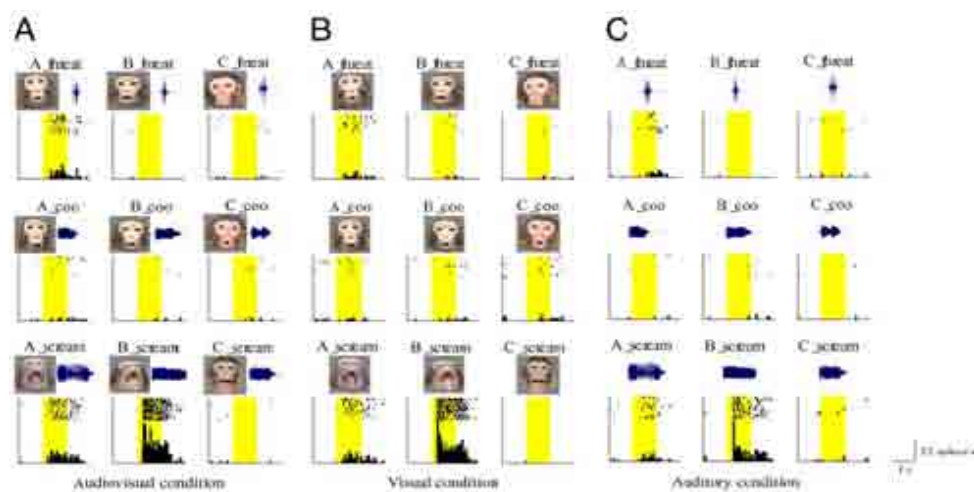 A B C
A_threat B_threat C_threat A_threat B_threat C_threat A_threat B_threat C_threat
A_coo B_coo C_coo A_coo B_coo C_coo A_coo B_coo C_coo
A_scream B_scream C_scream A_scream B_scream C_scream A_scream B_scream C_scream
Audiovisual condition Visual condition Auditory condition